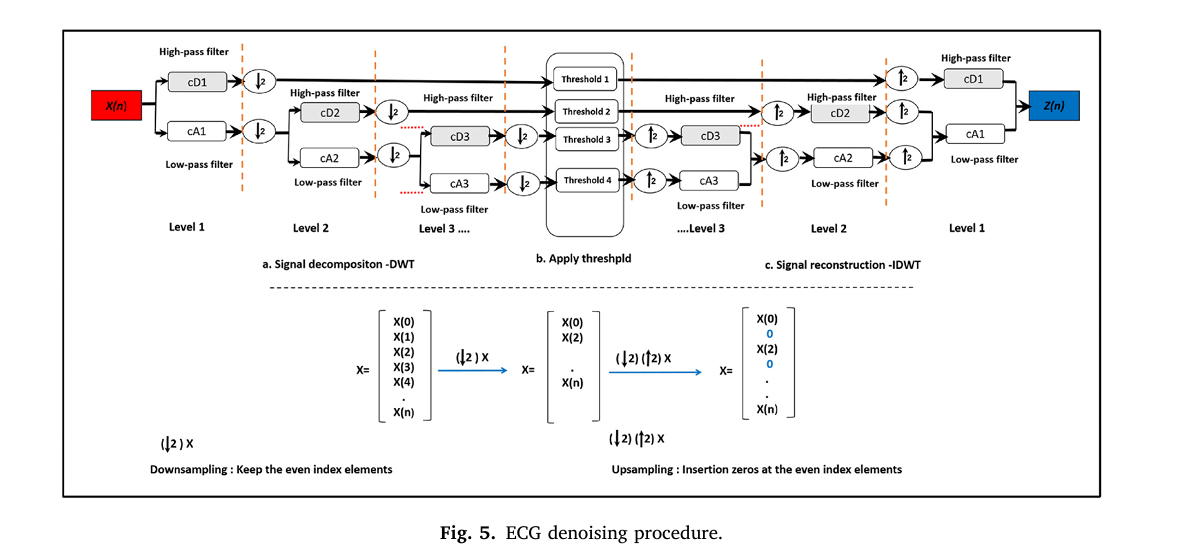 High-pass filter
High-pass filter
cD1
↓2
Threshold 1
↑2
cD1
X(n)
Z(n)
High-pass filter
High-pass filter
High-pass filter
High-pass filter
cD2
↓2
Threshold 2
↑2
cD2
↑2
cA1
↓2
cD3
↓2
Threshold 3
↑2
cD3
cA1
Low-pass filter
cA2
↓2
↑2
cA2
↑2
Low-pass filter
Low-pass filter
cA3
↓2
Threshold 4
↑2
cA3
Low-pass filter
Low-pass filter
Low-pass filter
Level 1
Level 2
Level 3 ....
....Level 3
Level 2
Level 1
a. Signal decompositon -DWT
b. Apply threshpld
c. Signal reconstruction -IDWT
X=
X(0)
X(1)
X(2)
X(3)
X(4)
.
X(n)
(↓2 ) X
X=
X(0)
X(2)
.
X(n)
(↓2) (↑2) X
X=
X(0)
0
X(2)
0
.
.
X(n)
(↓2 ) X
(↓2) (↑2) X
Downsampling : Keep the even index elements
Upsampling : Insertion zeros at the even index elements
Fig. 5. ECG denoising procedure.